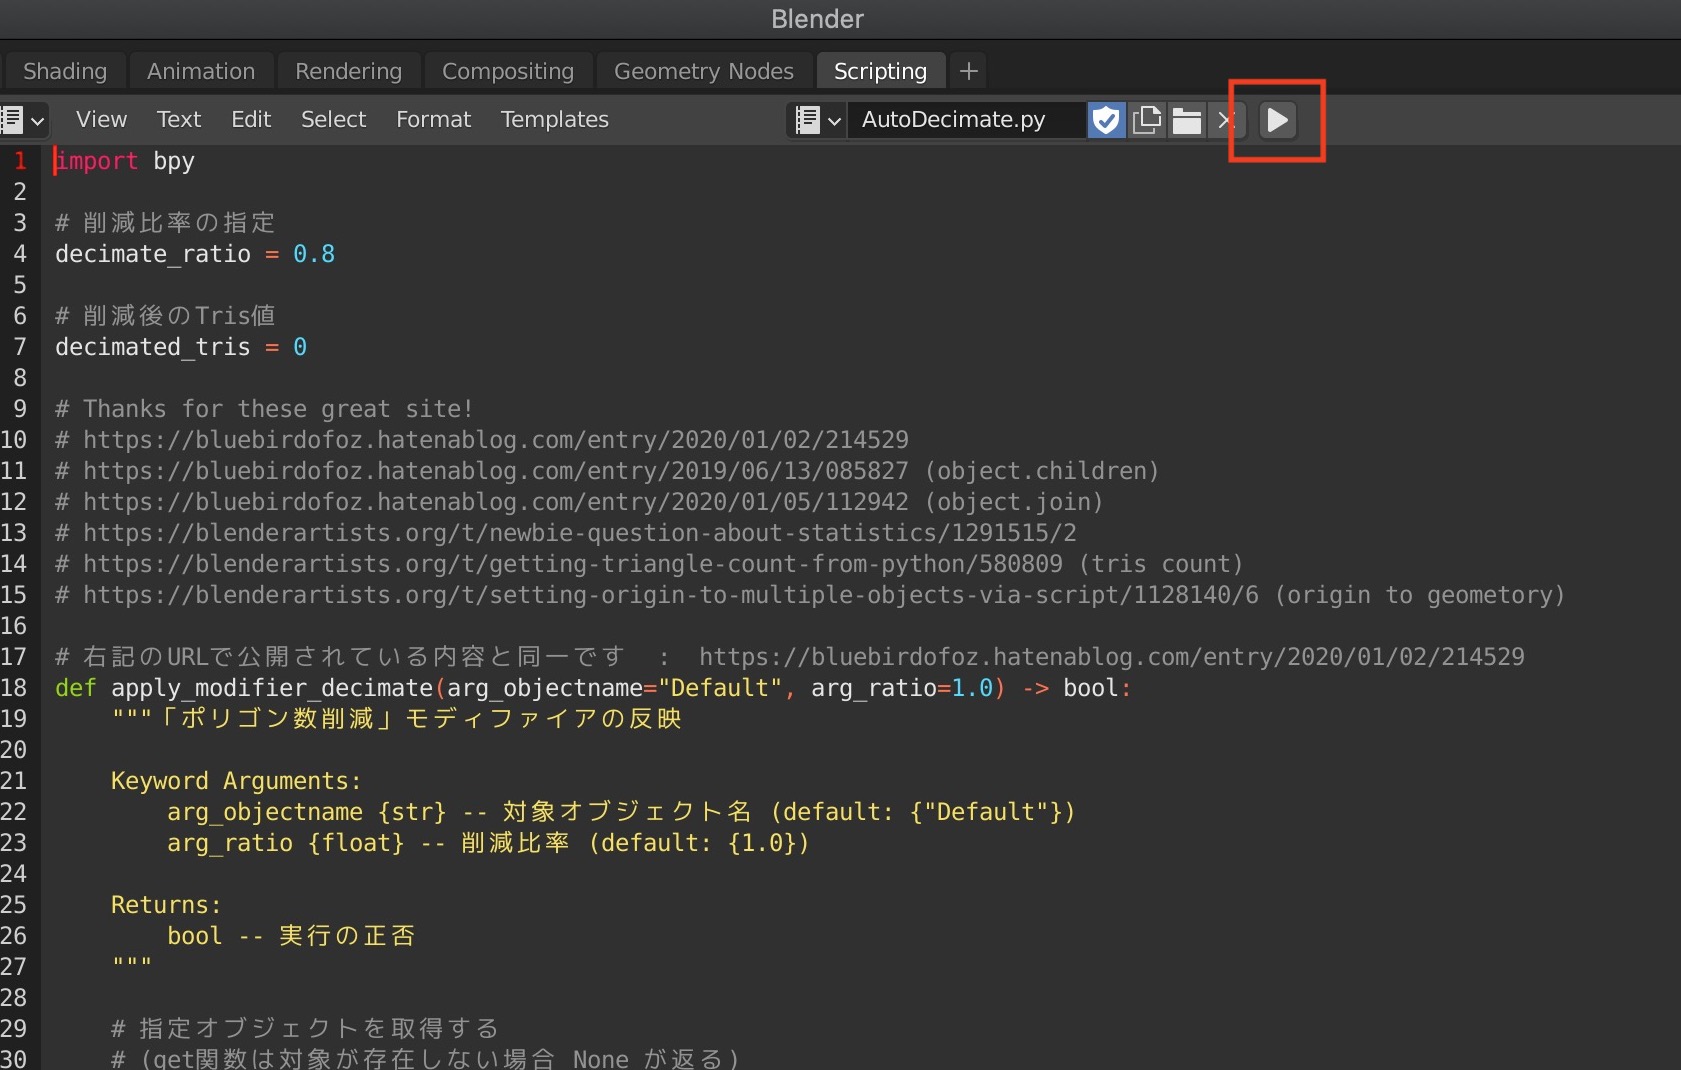 Blender
Shading Animation Rendering Compositing Geometry Nodes Scripting +
View Text Edit Select Format Templates AutoDecimate.py
1 import bpy
2
3 # 削減比率の指定
4 decimate_ratio = 0.8
5
6 # 削減後のTris値
7 decimated_tris = 0
8
9 # Thanks for these great site!
10 # https://bluebirdofoz.hatenablog.com/entry/2020/01/02/214529
11 # https://bluebirdofoz.hatenablog.com/entry/2019/06/13/085827 (object.children)
12 # https://bluebirdofoz.hatenablog.com/entry/2020/01/05/112942 (object.join)
13 # https://blenderartists.org/t/newbie-question-about-statistics/1291515/2
14 # https://blenderartists.org/t/getting-triangle-count-from-python/580809 (tris count)
15 # https://blenderartists.org/t/setting-origin-to-multiple-objects-via-script/1128140/6 (origin to geometory)
16
17 # 右記のURLで公開されている内容と同一です : https://bluebirdofoz.hatenablog.com/entry/2020/01/02/214529
18 def apply_modifier_decimate(arg_objectname="Default", arg_ratio=1.0) -> bool:
19 """「ポリゴン数削減」モディファイアの反映
20
21 Keyword Arguments:
22 arg_objectname {str} -- 対象オブジェクト名 (default: {"Default"})
23 arg_ratio {float} -- 削減比率 (default: {1.0})
24
25 Returns:
26 bool -- 実行の正否
27 """
28
29 # 指定オブジェクトを取得する
30 # (get関数は対象が存在しない場合 None が返る)